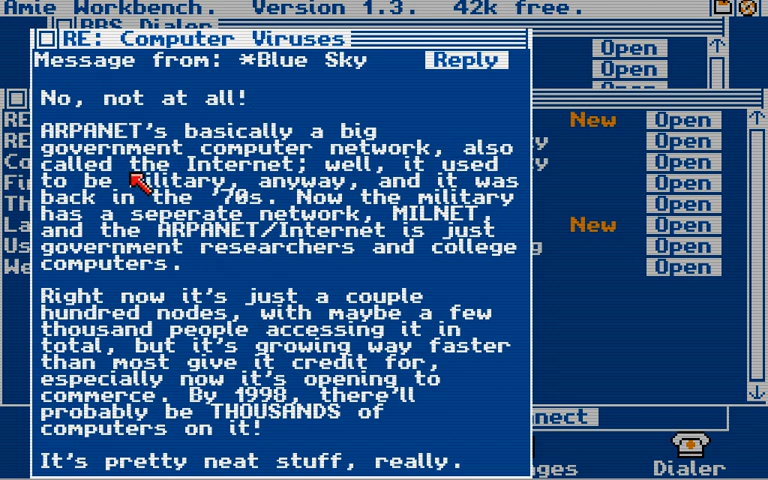 Amie Workbench. Version 1.3. 42k free.
BBS Dialer
RE: Computer Viruses
Message from: *Blue Sky Reply
Open
Open
No, not at all!
New Open
ARPANET's basically a big
government computer network, also
Open
called the Internet; well, it used
Open
to be military, anyway, and it was
Open
back in the '70s. Now the military
Open
has a seperate network, MILNET,
New Open
and the ARPANET/Internet is just
government researchers and college
Open
computers.
Open
Right now it's just a couple
hundred nodes, with maybe a few
thousand people accessing it in
total, but it's growing way faster
than most give it credit for,
especially now it's opening to
commerce. By 1998, there'll
probably be THOUSANDS of
computers on it!
It's pretty neat stuff, really.
Dialer